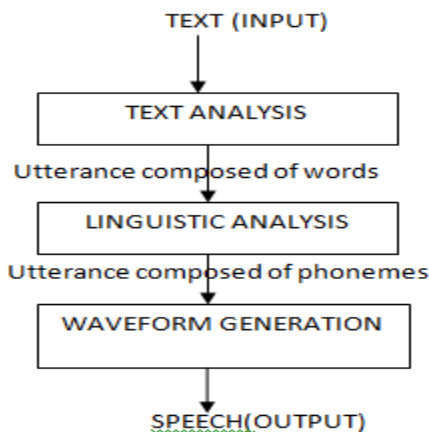 TEXT (INPUT)
TEXT ANALYSIS
Utterance composed of words
LINGUISTIC ANALYSIS
Utterance composed of phonemes
WAVEFORM GENERATION
SPEECH(OUTPUT)